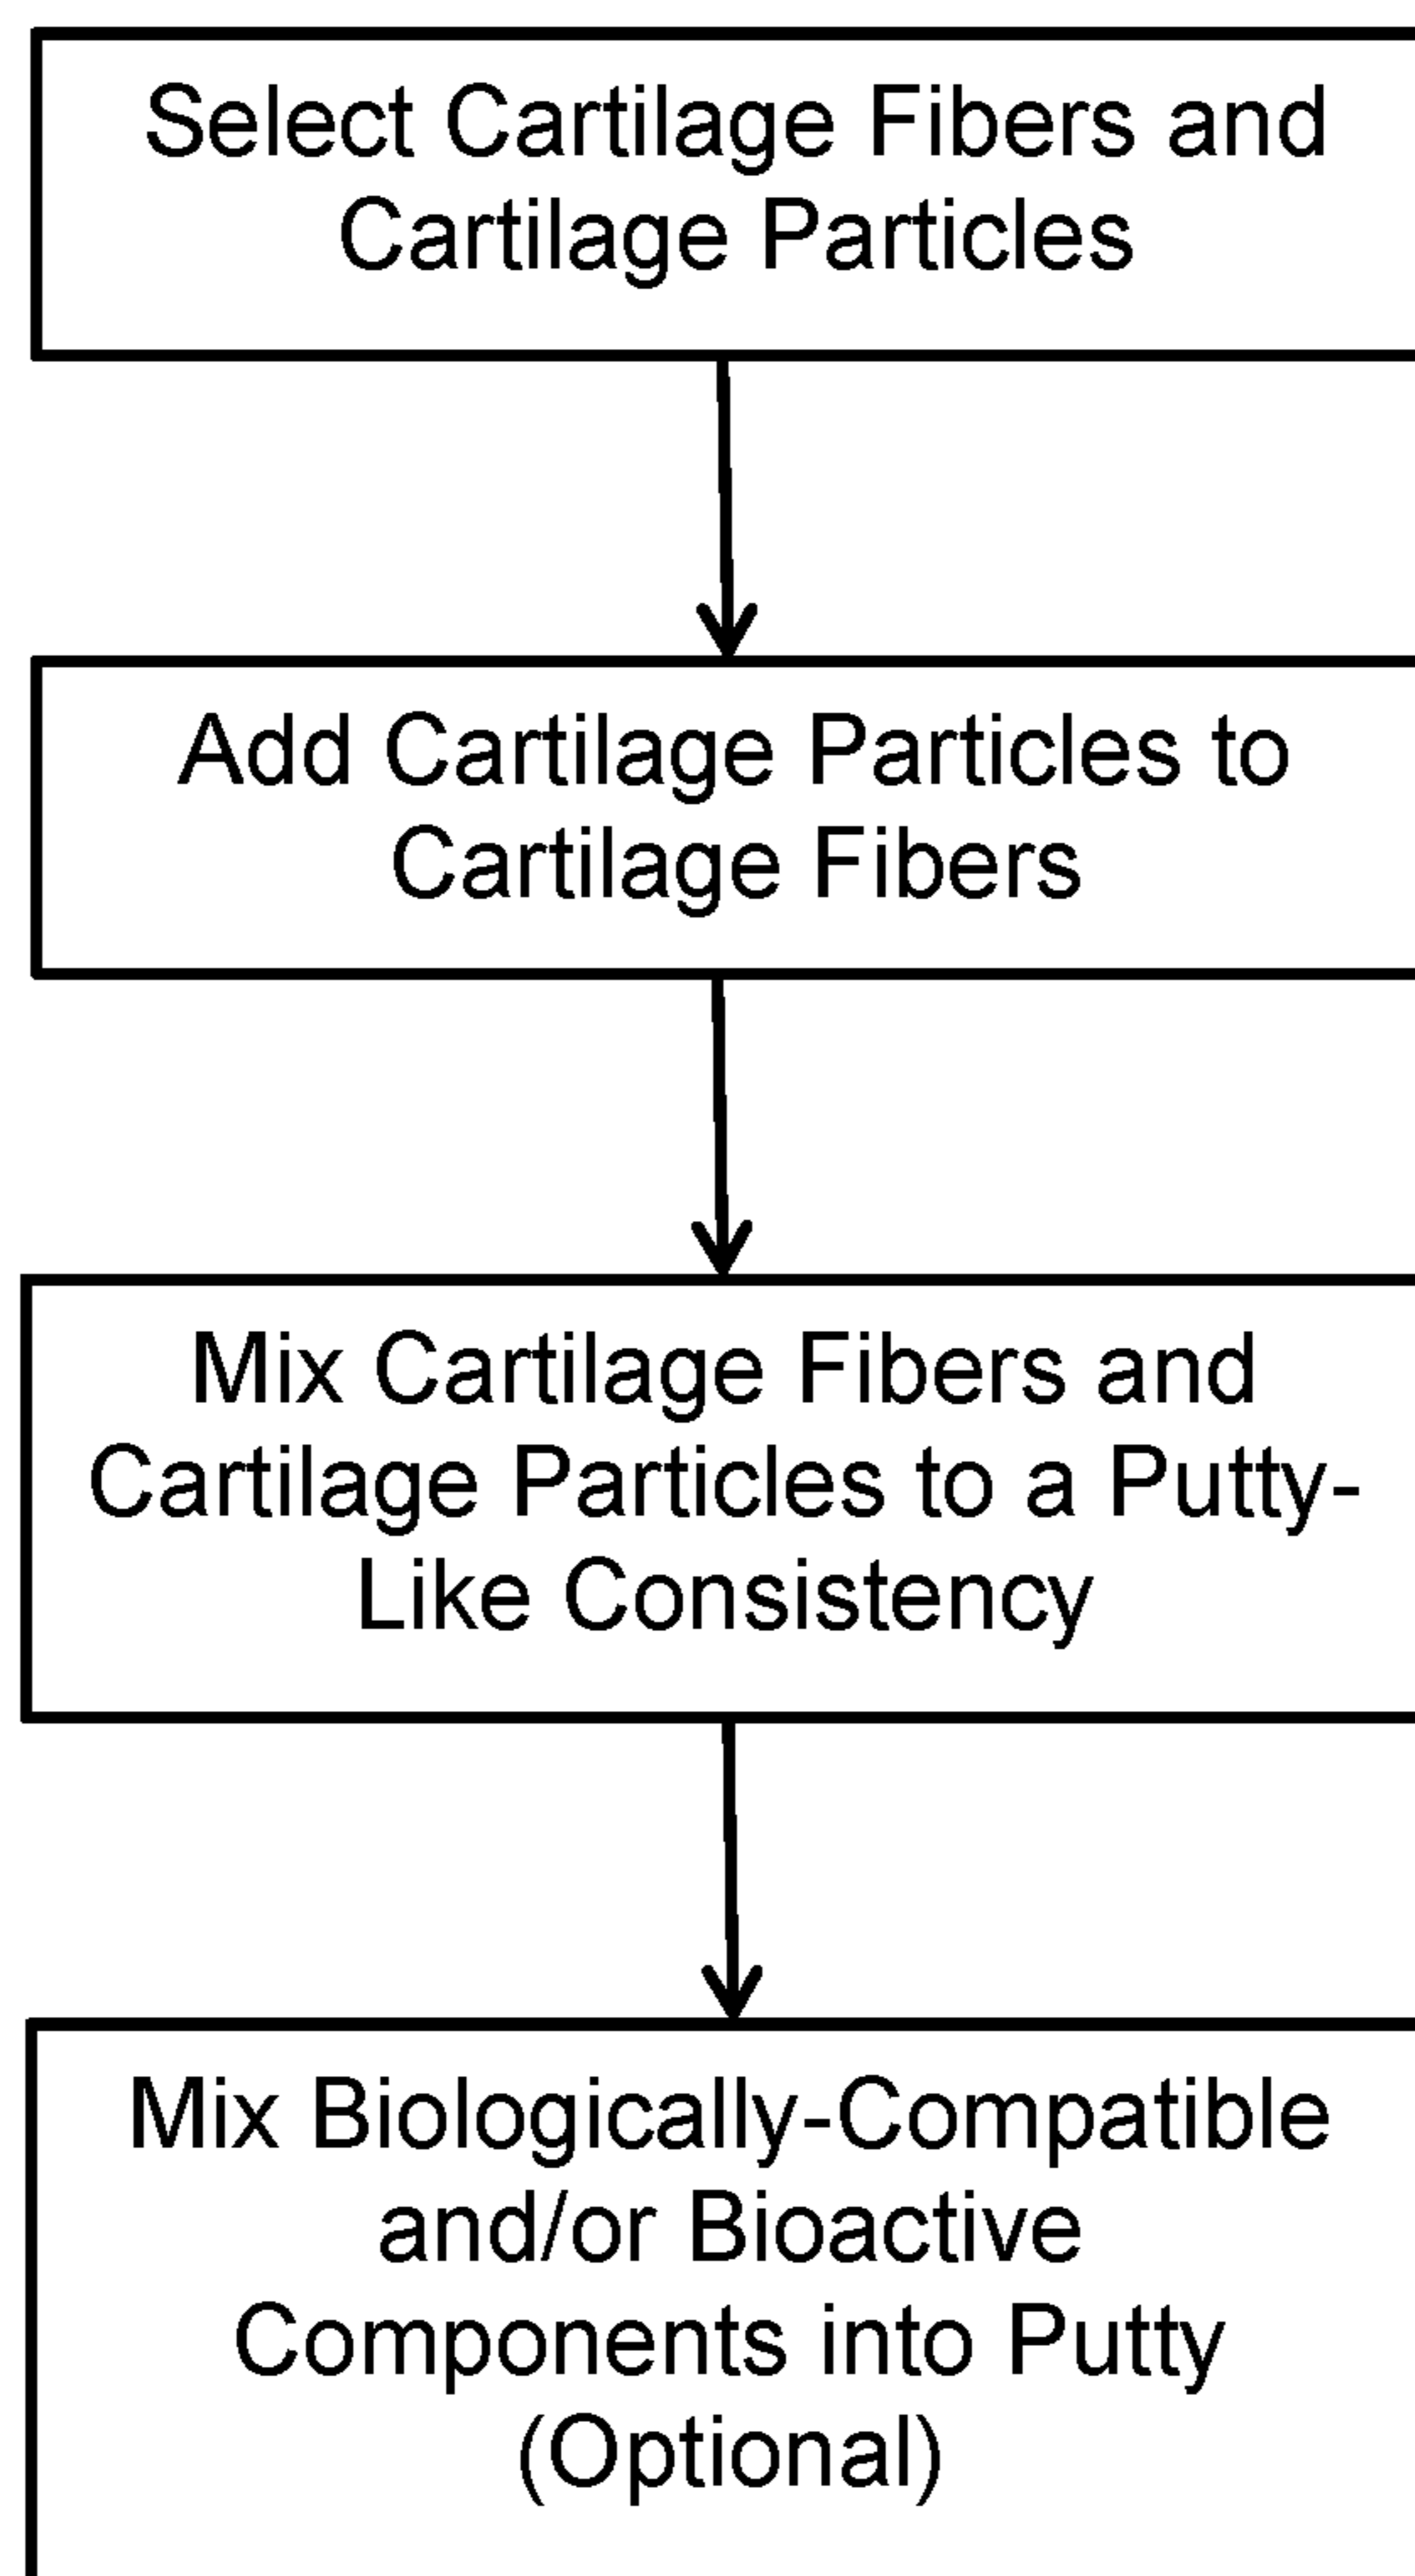 Select Cartilage Fibers and
Cartilage Particles
Add Cartilage Particles to
Cartilage Fibers
Mix Cartilage Fibers and
Cartilage Particles to a Putty-
Like Consistency
Mix Biologically-Compatible
and/or Bioactive
Components into Putty
(Optional)